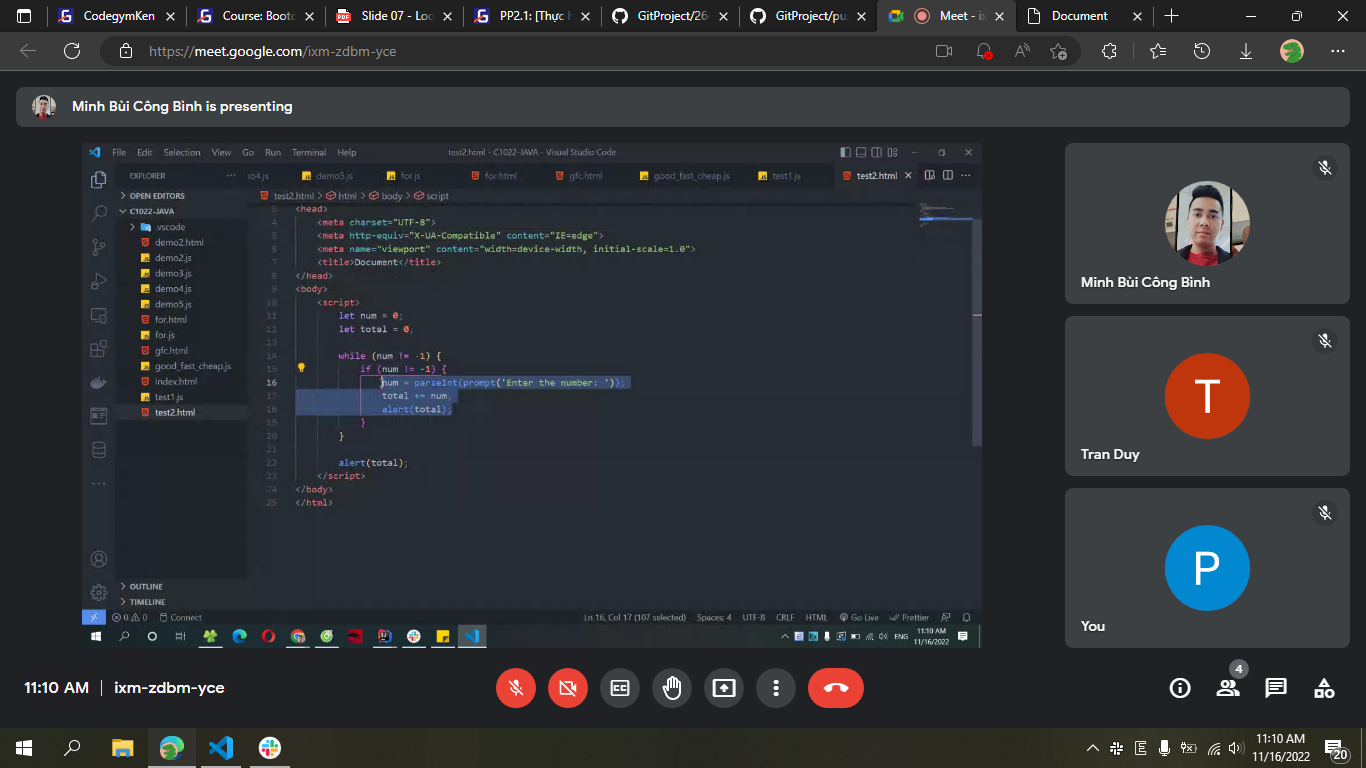 CodegymKen
Course: Bootc
Slide 07 - Loo
PP2.1: [Thực h
GitProject/264
GitProject/pu
Meet - ix
Document
https://meet.google.com/ixm-zdbm-yce
Minh Bùi Công Bình is presenting
File Edit Selection View Go Run Terminal Help
test2.html - C1022-JAVA - Visual Studio Code
EXPLORER
demo5.js
for.js
for.html
gfc.html
good_fast_cheap.js
test1.js
test2.html
OPEN EDITORS
C1022-JAVA
.vscode
demo2.html
demo2.js
demo3.js
demo4.js
demo5.js
for.html
for.js
gfc.html
good_fast_cheap.js
index.html
test1.js
test2.html
OUTLINE
TIMELINE
test2.html > html > body > script
3 <head>
4 <meta charset="UTF-8">
5 <meta http-equiv="X-UA-Compatible" content="IE=edge">
6 <meta name="viewport" content="width=device-width, initial-scale=1.0">
7 <title>Document</title>
8 </head>
9 <body>
10 <script>
11 let num = 0;
12 let total = 0;
13
14 while (num != -1) {
15 if (num != -1) {
16 num = parseInt(prompt('Enter the number: '));
17 total += num;
18 alert(total);
19 }
20 }
21
22 alert(total);
23 </script>
24 </body>
25 </html>
0 0 Connect
Ln 16, Col 17 (107 selected) Spaces: 4 UTF-8 CRLF HTML Go Live Prettier
ENG
11:10 AM
11/16/2022
Minh Bùi Công Bình
T
Tran Duy
P
You
11:10 AM | ixm-zdbm-yce
4
11:10 AM
11/16/2022
20